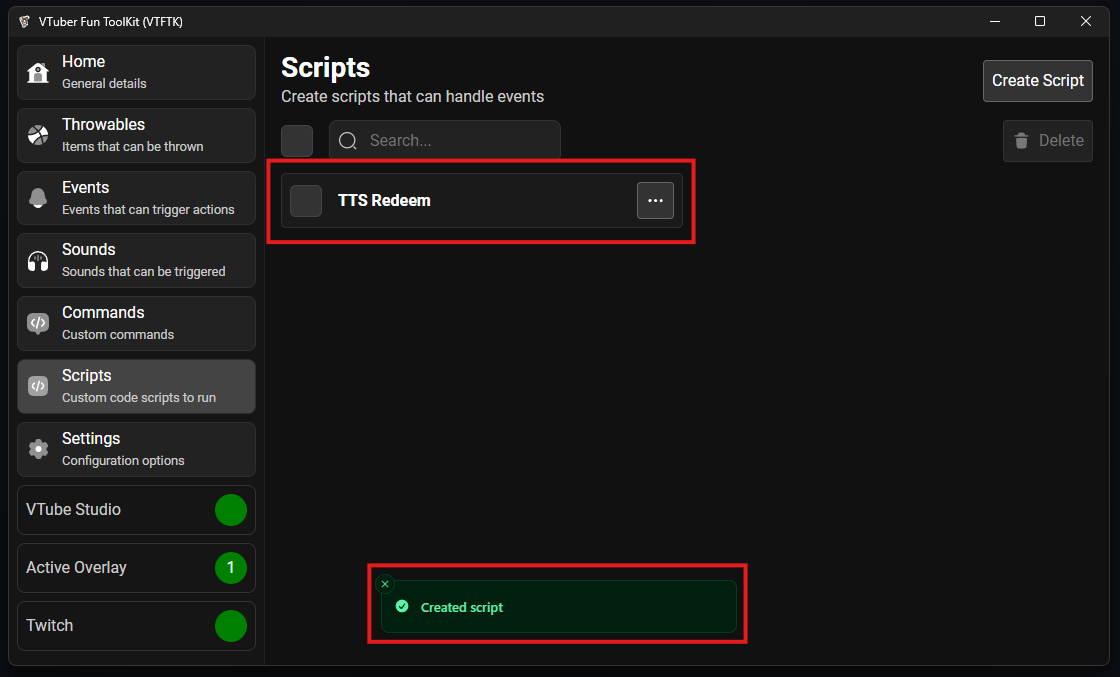 VTuber Fun ToolKit (VTFTK)
Home
General details
Throwables
Items that can be thrown
Events
Events that can trigger actions
Sounds
Sounds that can be triggered
Commands
Custom commands
Scripts
Custom code scripts to run
Settings
Configuration options
VTube Studio
Active Overlay
1
Twitch
Scripts
Create scripts that can handle events
Create Script
Search...
Delete
TTS Redeem
Created script